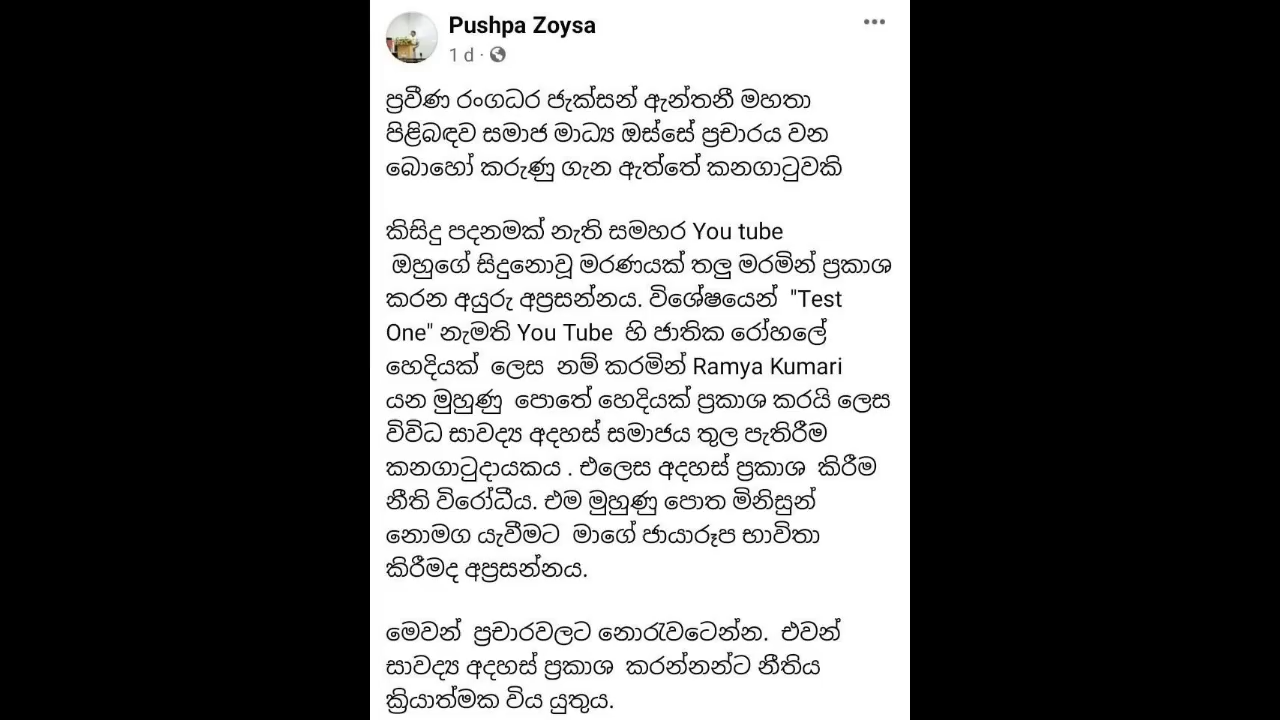 Pushpa Zoysa
1 d ·
ප්‍රවීණ රංගධර ජැක්සන් ඇන්තනී මහතා
පිළිබඳව සමාජ මාධ්‍ය ඔස්සේ ප්‍රචාරය වන
බොහෝ කරුණු ගැන ඇත්තේ කනගාටුවකි
කිසිදු පදනමක් නැති සමහර You tube
ඔහුගේ සිදුනොවූ මරණයක් තලු මරමින් ප්‍රකාශ
කරන අයුරු අප්‍රසන්නය. විශේෂයෙන් "Test
One" නැමති You Tube හි ජාතික රෝහලේ
හෙදියක් ලෙස නම් කරමින් Ramya Kumari
යන මුහුණු පොතේ හෙදියක් ප්‍රකාශ කරයි ලෙස
විවිධ සාවද්‍ය අදහස් සමාජය තුල පැතිරීම
කනගාටුදායකය . එලෙස අදහස් ප්‍රකාශ කිරීම
නීති විරෝධීය. එම මුහුණු පොත මිනිසුන්
නොමග යැවීමට මාගේ ජායාරූප භාවිතා
කිරීමද අප්‍රසන්නය.
මෙවන් ප්‍රචාරවලට නොරැවටෙන්න. එවන්
සාවද්‍ය අදහස් ප්‍රකාශ කරන්නන්ට නීතිය
ක්‍රියාත්මක විය යුතුය.